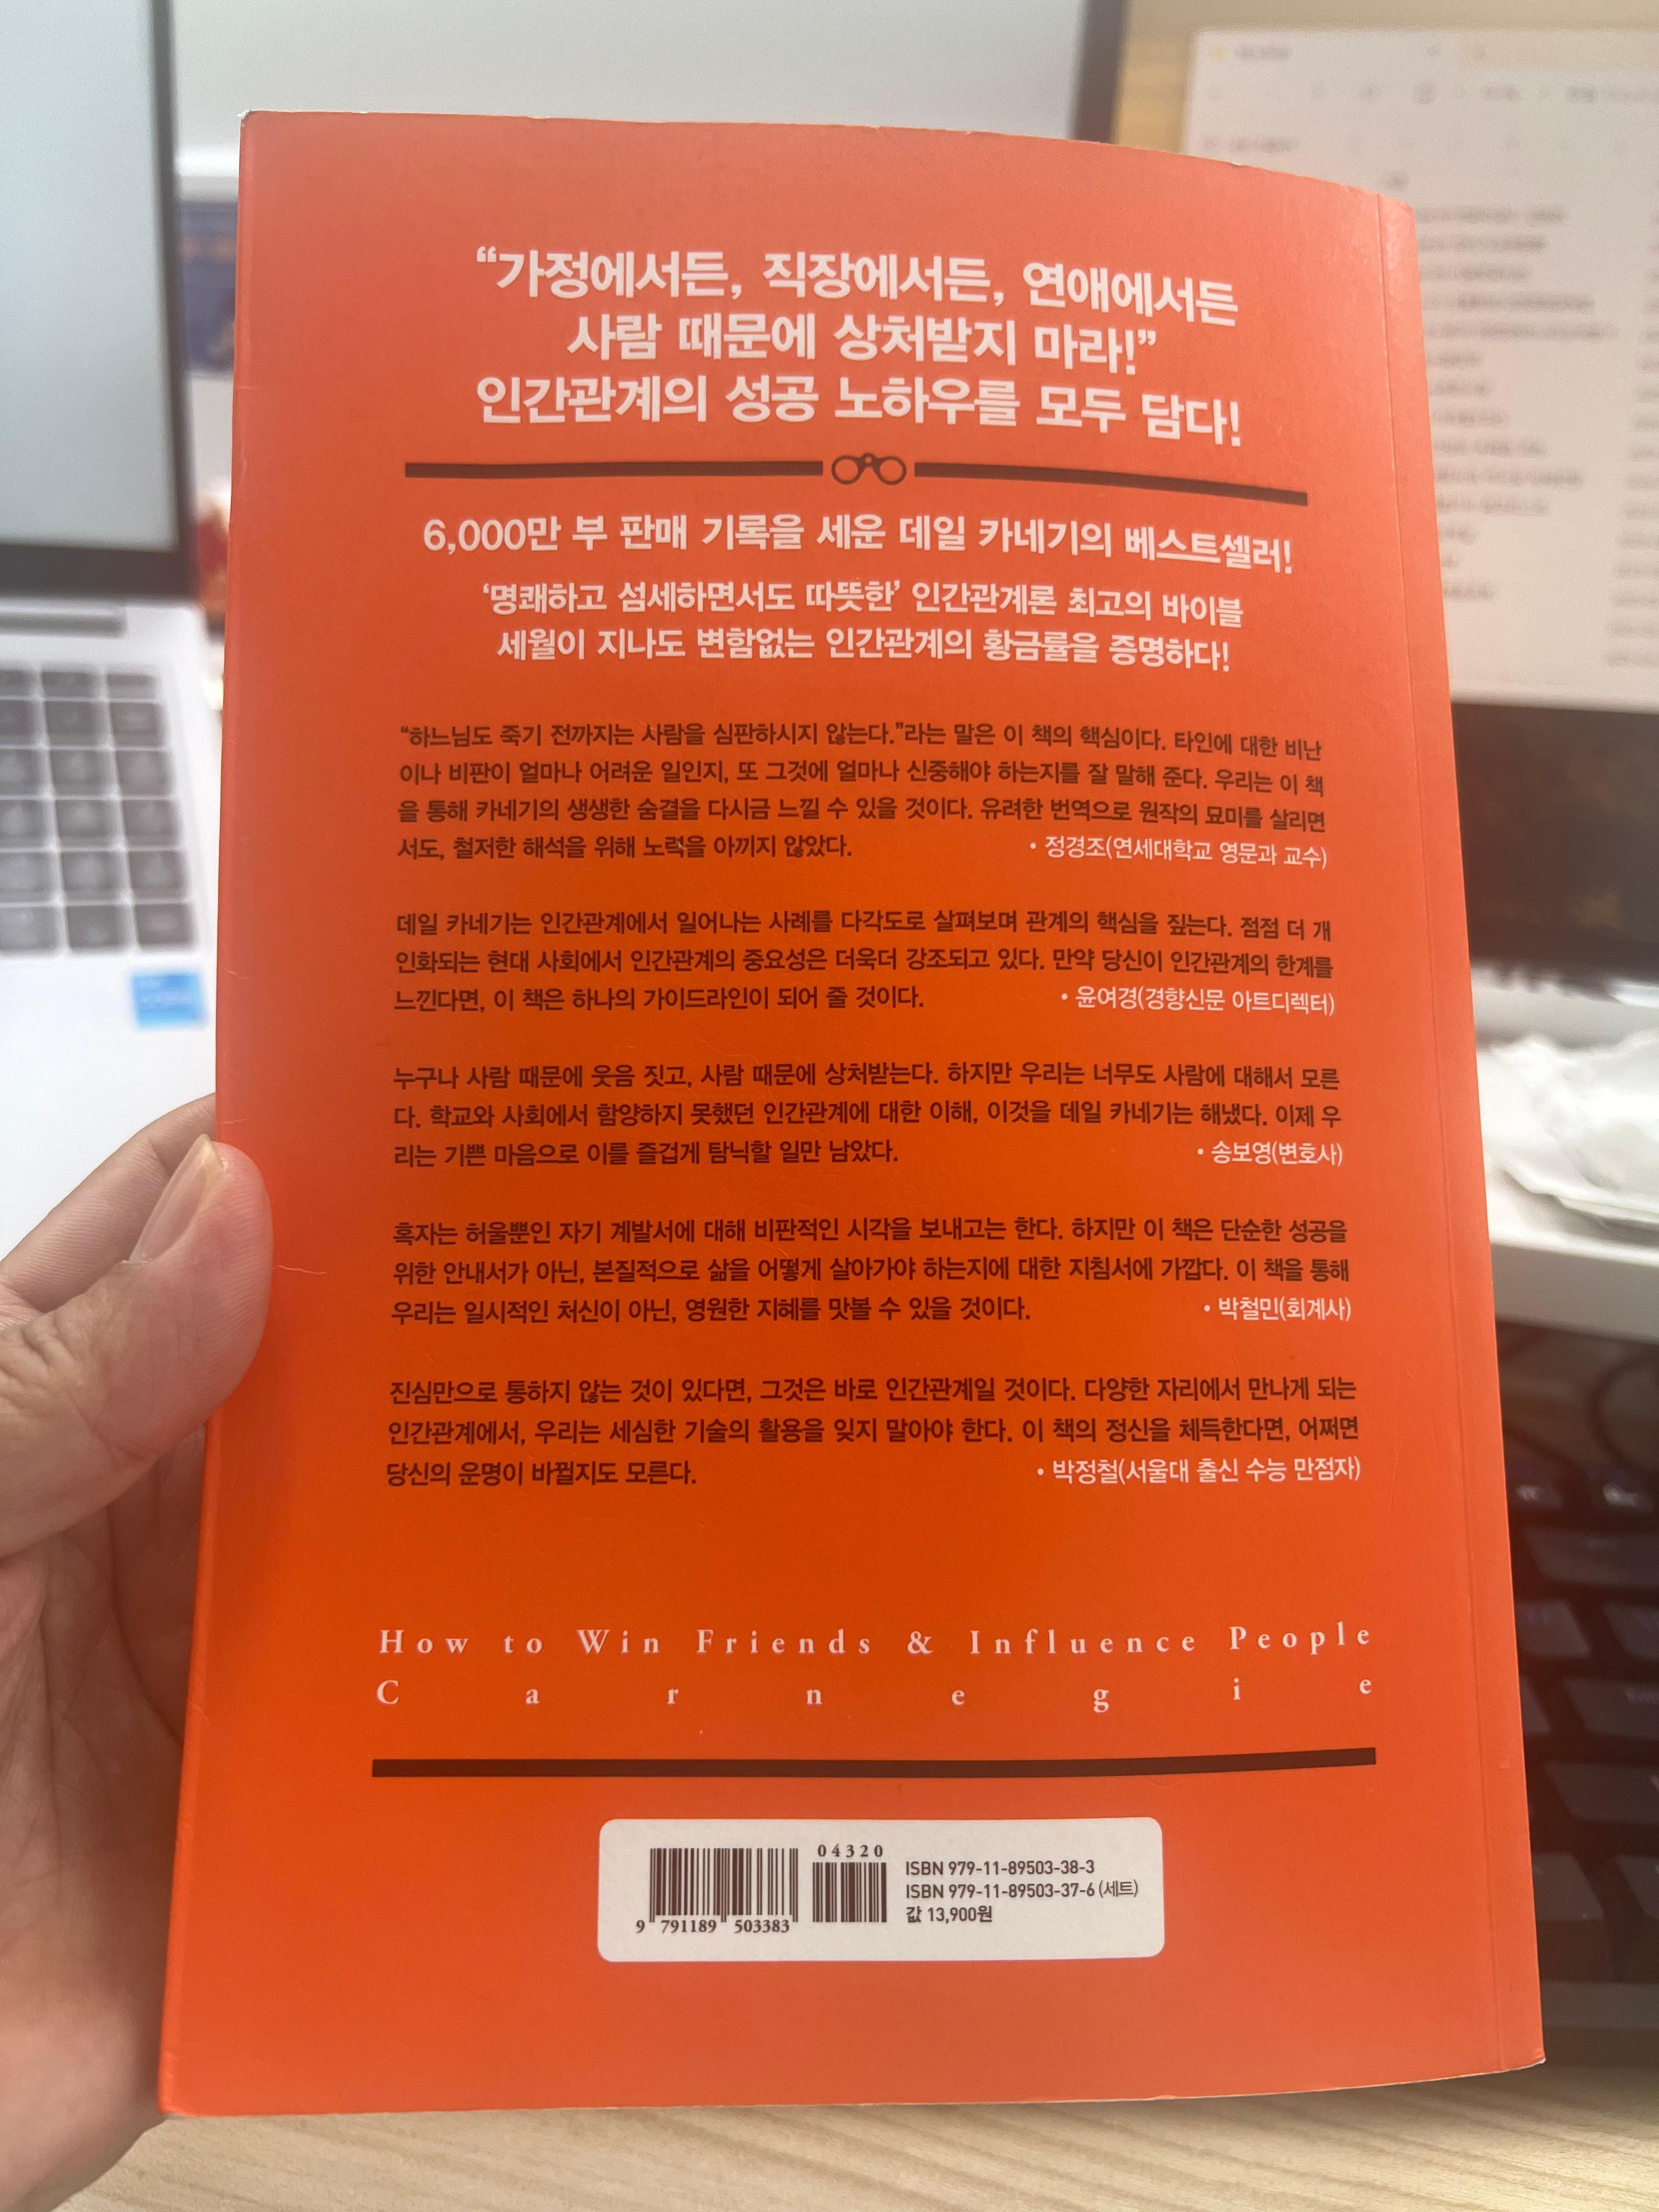 “가정에서든, 직장에서든, 연애에서든
사람 때문에 상처받지 마라!”
인간관계의 성공 노하우를 모두 담다!
6,000만 부 판매 기록을 세운 데일 카네기의 베스트셀러!
‘명쾌하고 섬세하면서도 따뜻한’ 인간관계론 최고의 바이블
세월이 지나도 변함없는 인간관계의 황금률을 증명하다!
“하느님도 죽기 전까지는 사람을 심판하시지 않는다.”라는 말은 이 책의 핵심이다. 타인에 대한 비난
이나 비판이 얼마나 어려운 일인지, 또 그것에 얼마나 신중해야 하는지를 잘 말해 준다. 우리는 이 책
을 통해 카네기의 생생한 숨결을 다시금 느낄 수 있을 것이다. 유려한 번역으로 원작의 묘미를 살리면
서도, 철저한 해석을 위해 노력을 아끼지 않았다. • 정경조(연세대학교 영문과 교수)
데일 카네기는 인간관계에서 일어나는 사례를 다각도로 살펴보며 관계의 핵심을 짚는다. 점점 더 개
인화되는 현대 사회에서 인간관계의 중요성은 더욱더 강조되고 있다. 만약 당신이 인간관계의 한계를
느낀다면, 이 책은 하나의 가이드라인이 되어 줄 것이다. • 윤여경(경향신문 아트디렉터)
누구나 사람 때문에 웃음 짓고, 사람 때문에 상처받는다. 하지만 우리는 너무도 사람에 대해서 모른
다. 학교와 사회에서 함양하지 못했던 인간관계에 대한 이해, 이것을 데일 카네기는 해냈다. 이제 우
리는 기쁜 마음으로 이를 즐겁게 탐닉할 일만 남았다. • 송보영(변호사)
혹자는 허울뿐인 자기 계발서에 대해 비판적인 시각을 보내고는 한다. 하지만 이 책은 단순한 성공을
위한 안내서가 아닌, 본질적으로 삶을 어떻게 살아가야 하는지에 대한 지침서에 가깝다. 이 책을 통해
우리는 일시적인 처신이 아닌, 영원한 지혜를 맛볼 수 있을 것이다. • 박철민(회계사)
진심만으로 통하지 않는 것이 있다면, 그것은 바로 인간관계일 것이다. 다양한 자리에서 만나게 되는
인간관계에서, 우리는 세심한 기술의 활용을 잊지 말아야 한다. 이 책의 정신을 체득한다면, 어쩌면
당신의 운명이 바뀔지도 모른다. • 박정철(서울대 출신 수능 만점자)
How to Win Friends & Influence People
Carnegie
04320
9 791189 503383
ISBN 979-11-89503-38-3
ISBN 979-11-89503-37-6 (세트)
값 13,900원